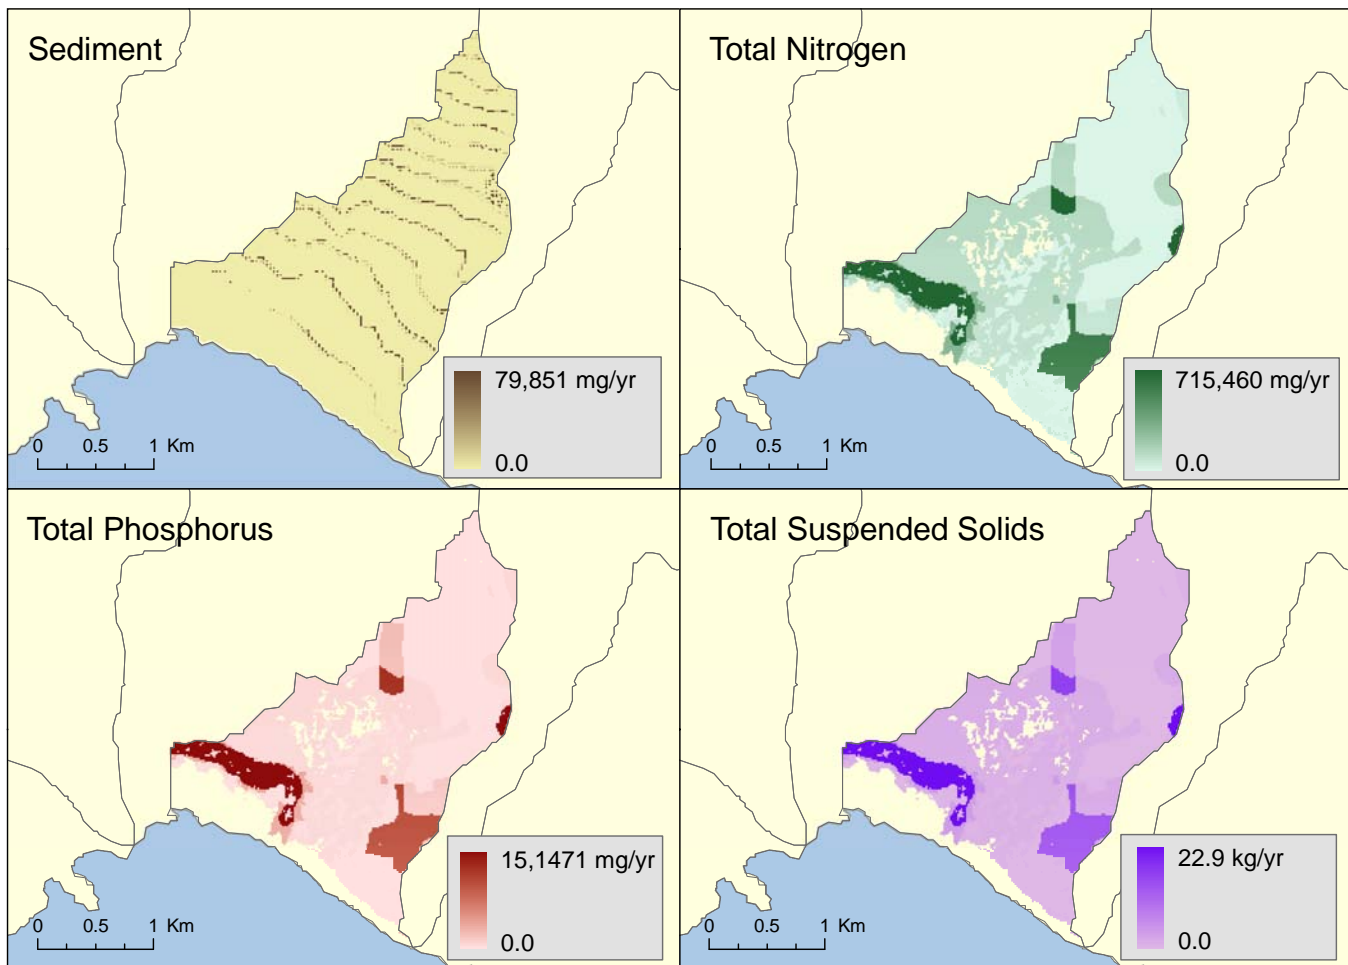 Sediment
79,851 mg/yr
0.0
0 0.5 1 Km
Total Nitrogen
715,460 mg/yr
0.0
0 0.5 1 Km
Total Phosphorus
15,1471 mg/yr
0.0
0 0.5 1 Km
Total Suspended Solids
22.9 kg/yr
0.0
0 0.5 1 Km